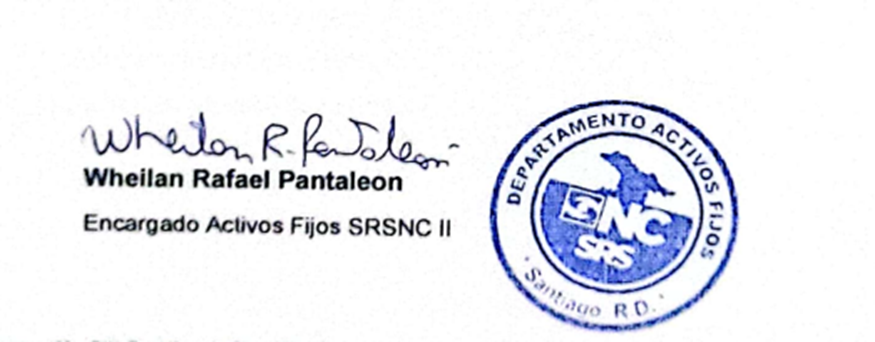 Wheilan R. Pantaleon
Wheilan Rafael Pantaleon
Encargado Activos Fijos SRSNC II
DEPARTAMENTO ACTIVOS FIJOS
SNC
SRS
Santiago R.D.